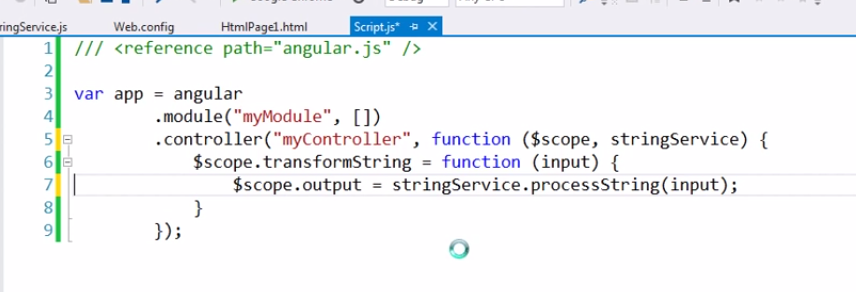 ringService.js Web.config HtmlPage1.html Script.js*
1 /// <reference path="angular.js" />
2
3 var app = angular
4 .module("myModule", [])
5 .controller("myController", function ($scope, stringService) {
6 $scope.transformString = function (input) {
7 $scope.output = stringService.processString(input);
8 }
9 });